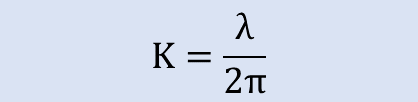 K = λ/2π